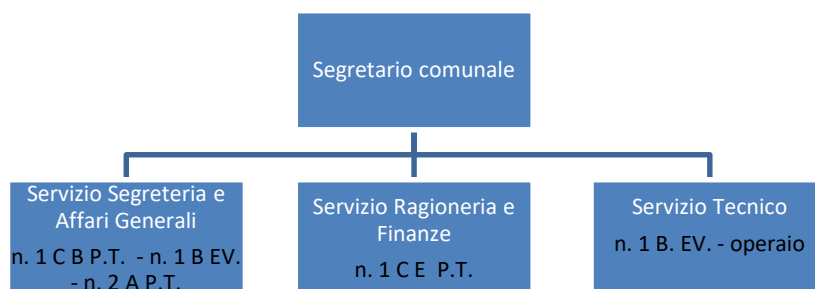 Segretario comunale
Servizio Segreteria e
Affari Generali
n. 1 C B P.T. - n. 1 B EV.
- n. 2 A P.T.
Servizio Ragioneria e
Finanze
n. 1 C E P.T.
Servizio Tecnico
n. 1 B. EV. - operaio